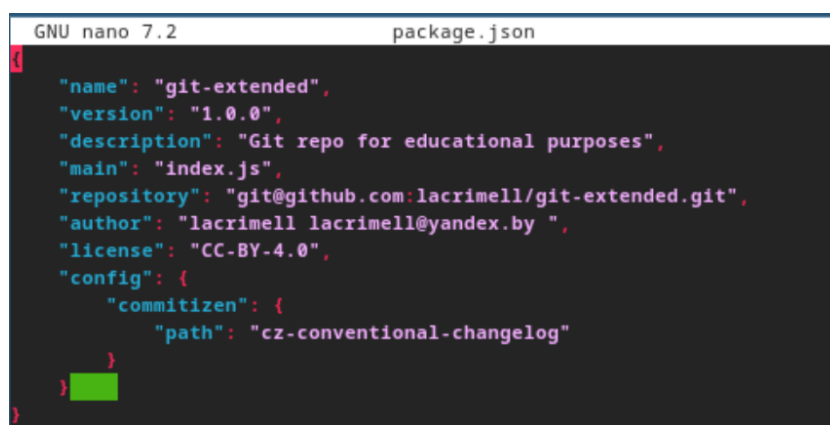 GNU nano 7.2 package.json
{
"name": "git-extended",
"version": "1.0.0",
"description": "Git repo for educational purposes",
"main": "index.js",
"repository": "git@github.com:lacrimell/git-extended.git",
"author": "lacrimell lacrimell@yandex.by ",
"license": "CC-BY-4.0",
"config": {
"commitizen": {
"path": "cz-conventional-changelog"
}
}
}